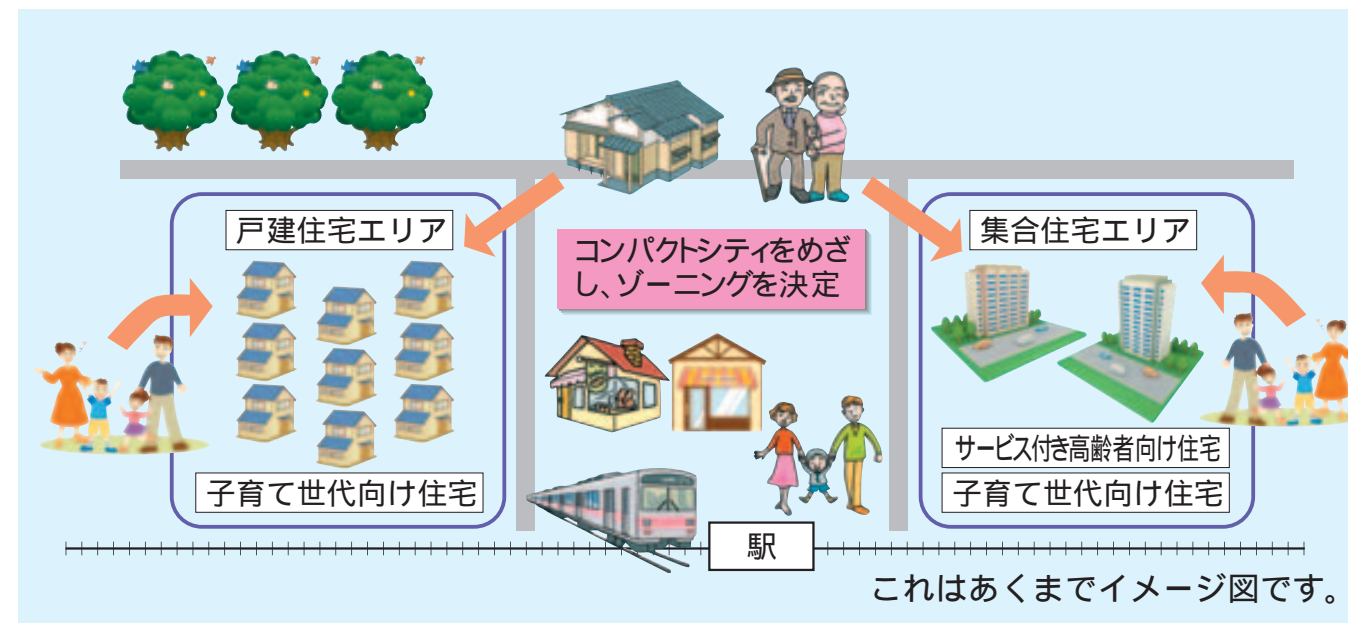 戸建住宅エリア
集合住宅エリア
コンパクトシティをめざ
し、ゾーニングを決定
サービス付き高齢者向け住宅
子育て世代向け住宅
子育て世代向け住宅
駅
これはあくまでイメージ図です。